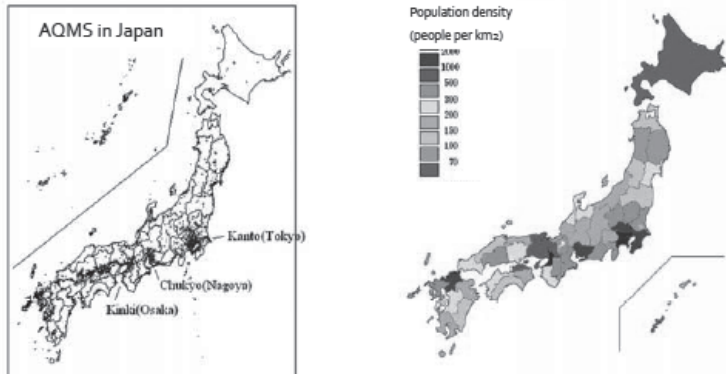 AQMS in Japan
Kanto(Tokyo)
Chukyo(Nagoya)
Kinki(Osaka)
Population density
(people per km2)
2000
1000
500
300
200
150
100
70